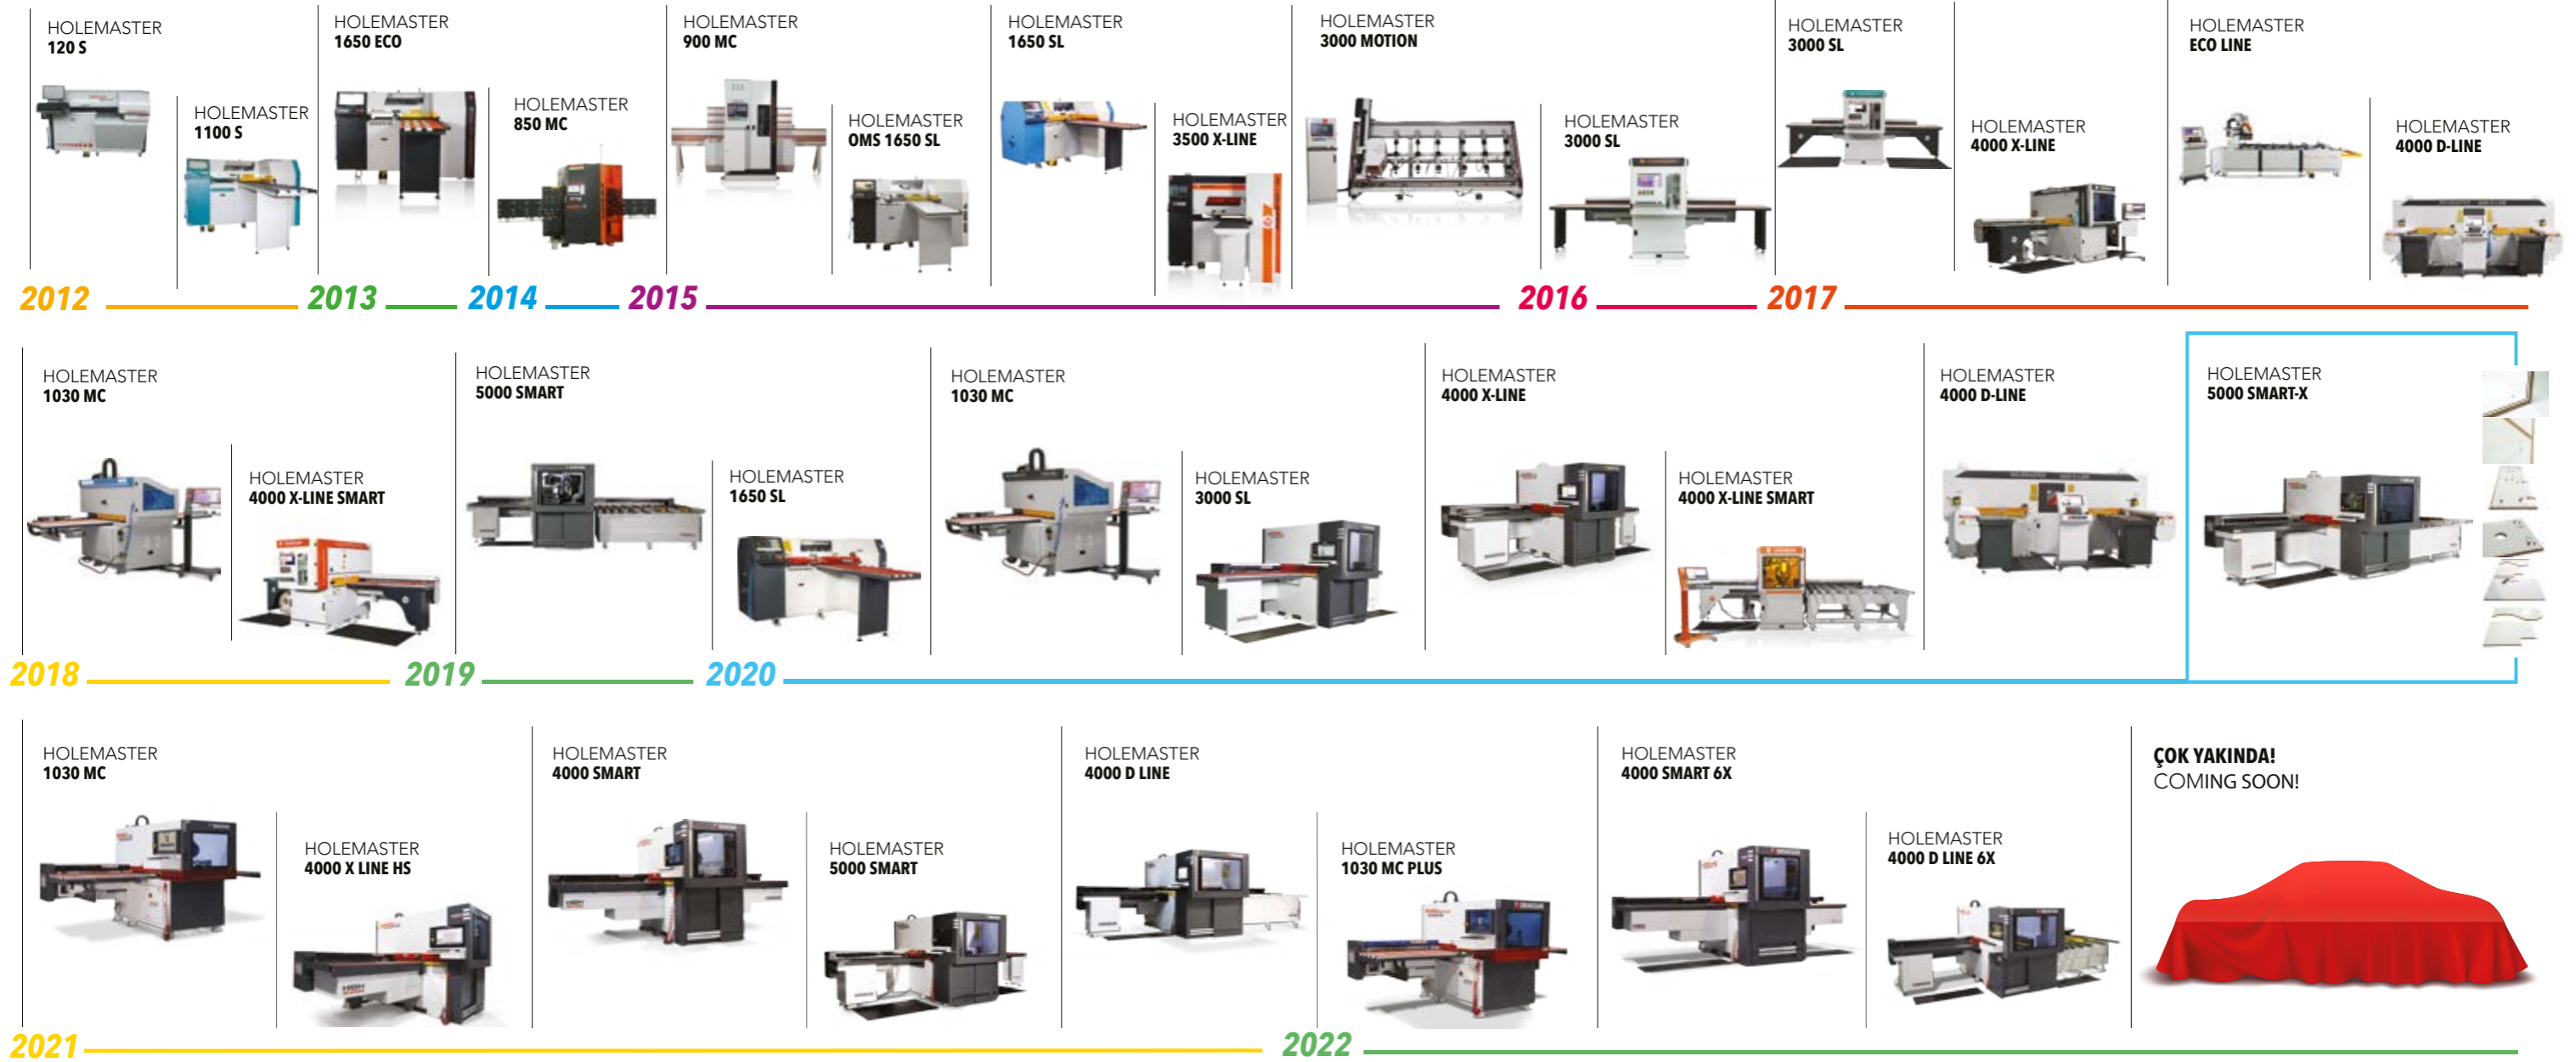 HOLEMASTER
120 S
HOLEMASTER
1100 S
HOLEMASTER
1650 ECO
HOLEMASTER
850 MC
HOLEMASTER
900 MC
HOLEMASTER
OMS 1650 SL
HOLEMASTER
1650 SL
HOLEMASTER
3500 X-LINE
HOLEMASTER
3000 MOTION
HOLEMASTER
3000 SL
HOLEMASTER
3000 SL
HOLEMASTER
4000 X-LINE
HOLEMASTER
ECO LINE
HOLEMASTER
4000 D-LINE
2012
2013
2014
2015
2016
2017
HOLEMASTER
1030 MC
HOLEMASTER
4000 X-LINE SMART
HOLEMASTER
5000 SMART
HOLEMASTER
1650 SL
HOLEMASTER
1030 MC
HOLEMASTER
3000 SL
HOLEMASTER
4000 X-LINE
HOLEMASTER
4000 X-LINE SMART
HOLEMASTER
4000 D-LINE
HOLEMASTER
5000 SMART-X
2018
2019
2020
HOLEMASTER
1030 MC
HOLEMASTER
4000 X LINE HS
HOLEMASTER
4000 SMART
HOLEMASTER
5000 SMART
HOLEMASTER
4000 D LINE
HOLEMASTER
1030 MC PLUS
HOLEMASTER
4000 SMART 6X
HOLEMASTER
4000 D LINE 6X
ÇOK YAKINDA!
COMING SOON!
2021
2022